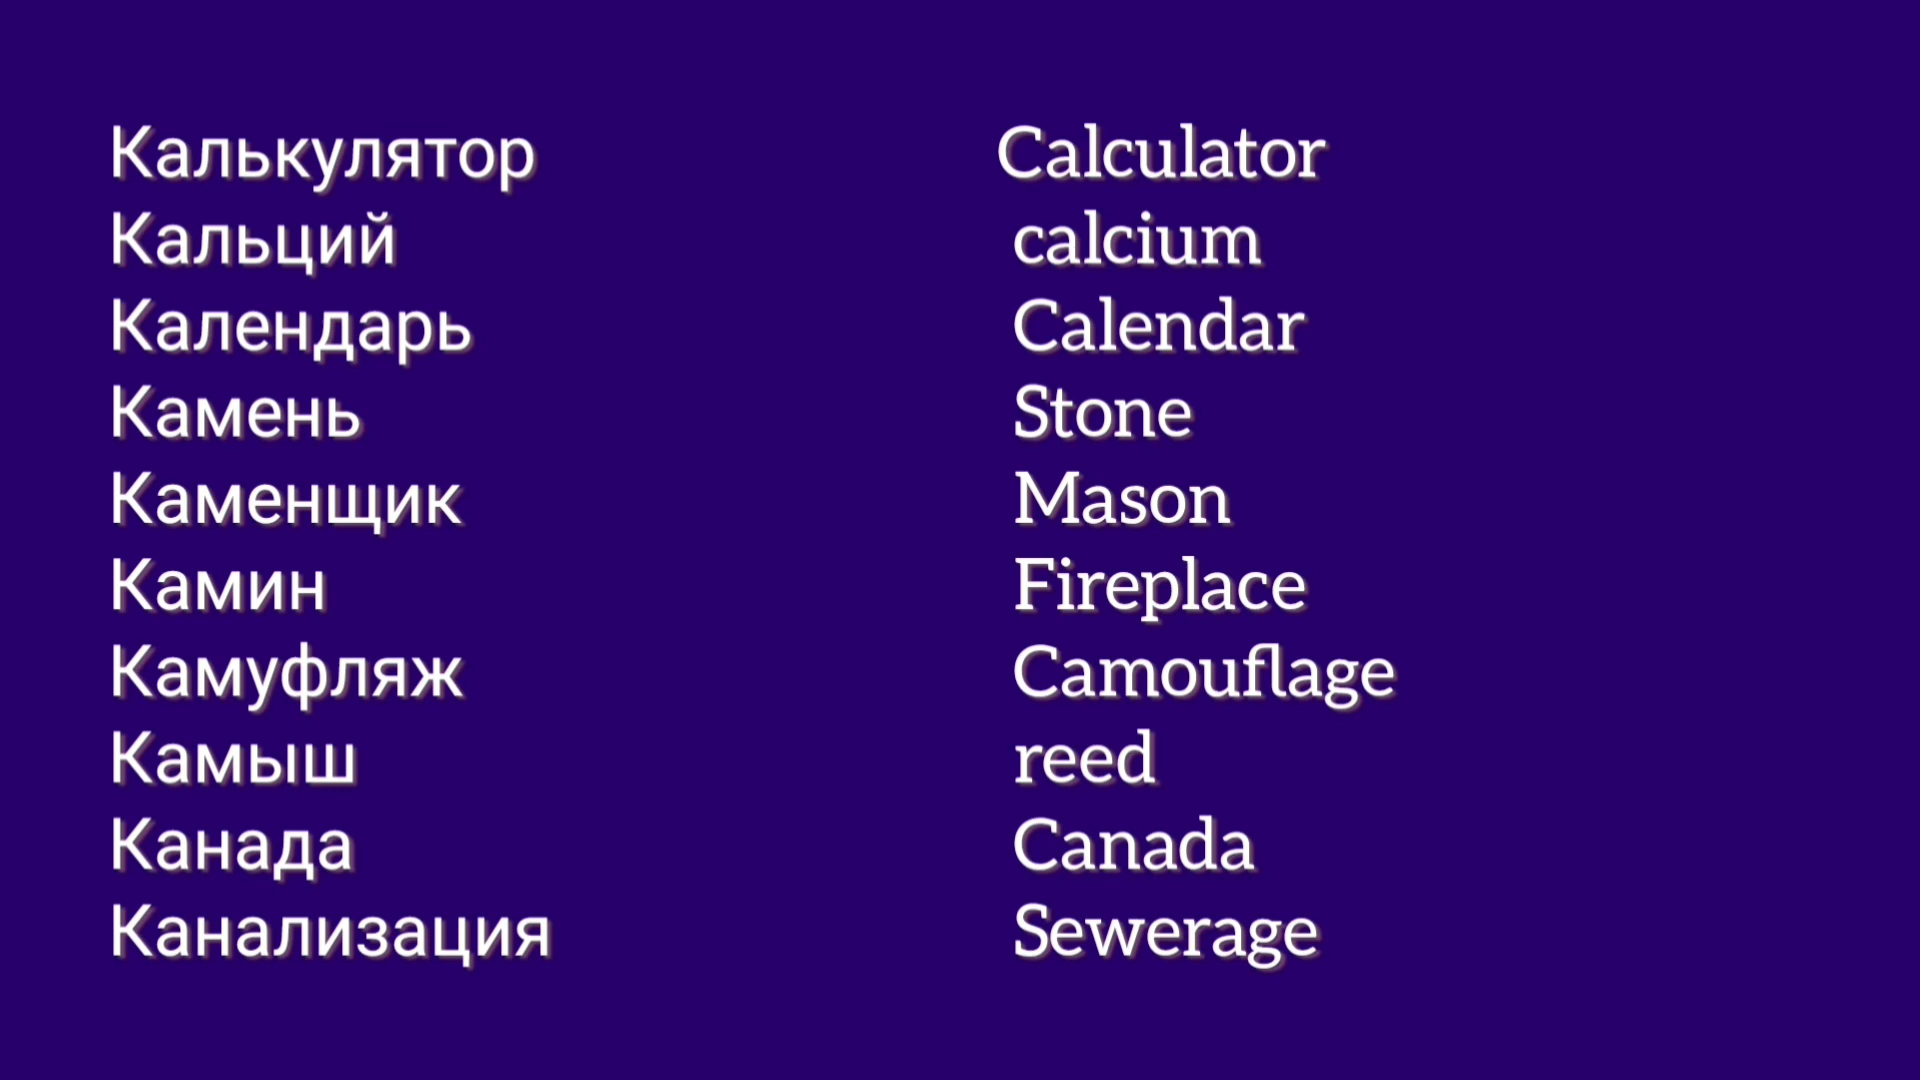 Калькулятор Calculator
Кальций calcium
Календарь Calendar
Камень Stone
Каменщик Mason
Камин Fireplace
Камуфляж Camouflage
Камыш reed
Канада Canada
Канализация Sewerage